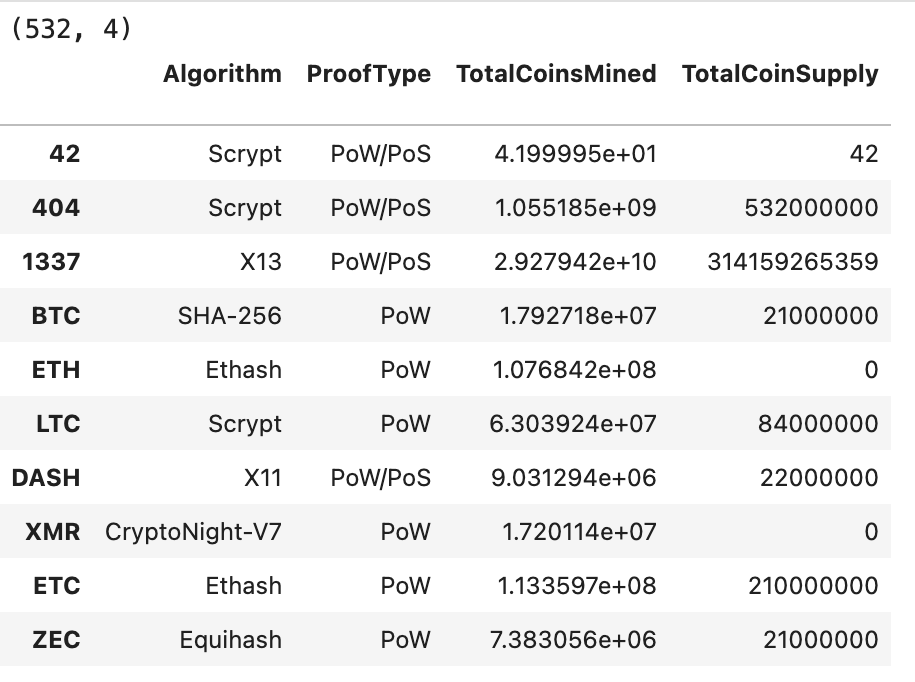 (532, 4)
Algorithm ProofType TotalCoinsMined TotalCoinSupply
42 Scrypt PoW/PoS 4.199995e+01 42
404 Scrypt PoW/PoS 1.055185e+09 532000000
1337 X13 PoW/PoS 2.927942e+10 314159265359
BTC SHA-256 PoW 1.792718e+07 21000000
ETH Ethash PoW 1.076842e+08 0
LTC Scrypt PoW 6.303924e+07 84000000
DASH X11 PoW/PoS 9.031294e+06 22000000
XMR CryptoNight-V7 PoW 1.720114e+07 0
ETC Ethash PoW 1.133597e+08 210000000
ZEC Equihash PoW 7.383056e+06 21000000